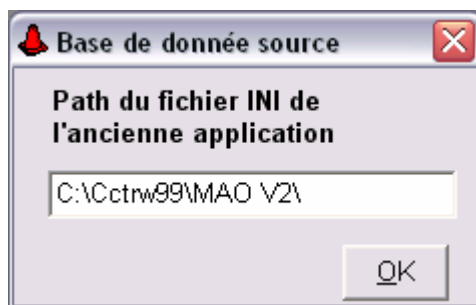 Base de donnée source
Path du fichier INI de
l'ancienne application
C:\Cctrw99\MAO V2\
OK